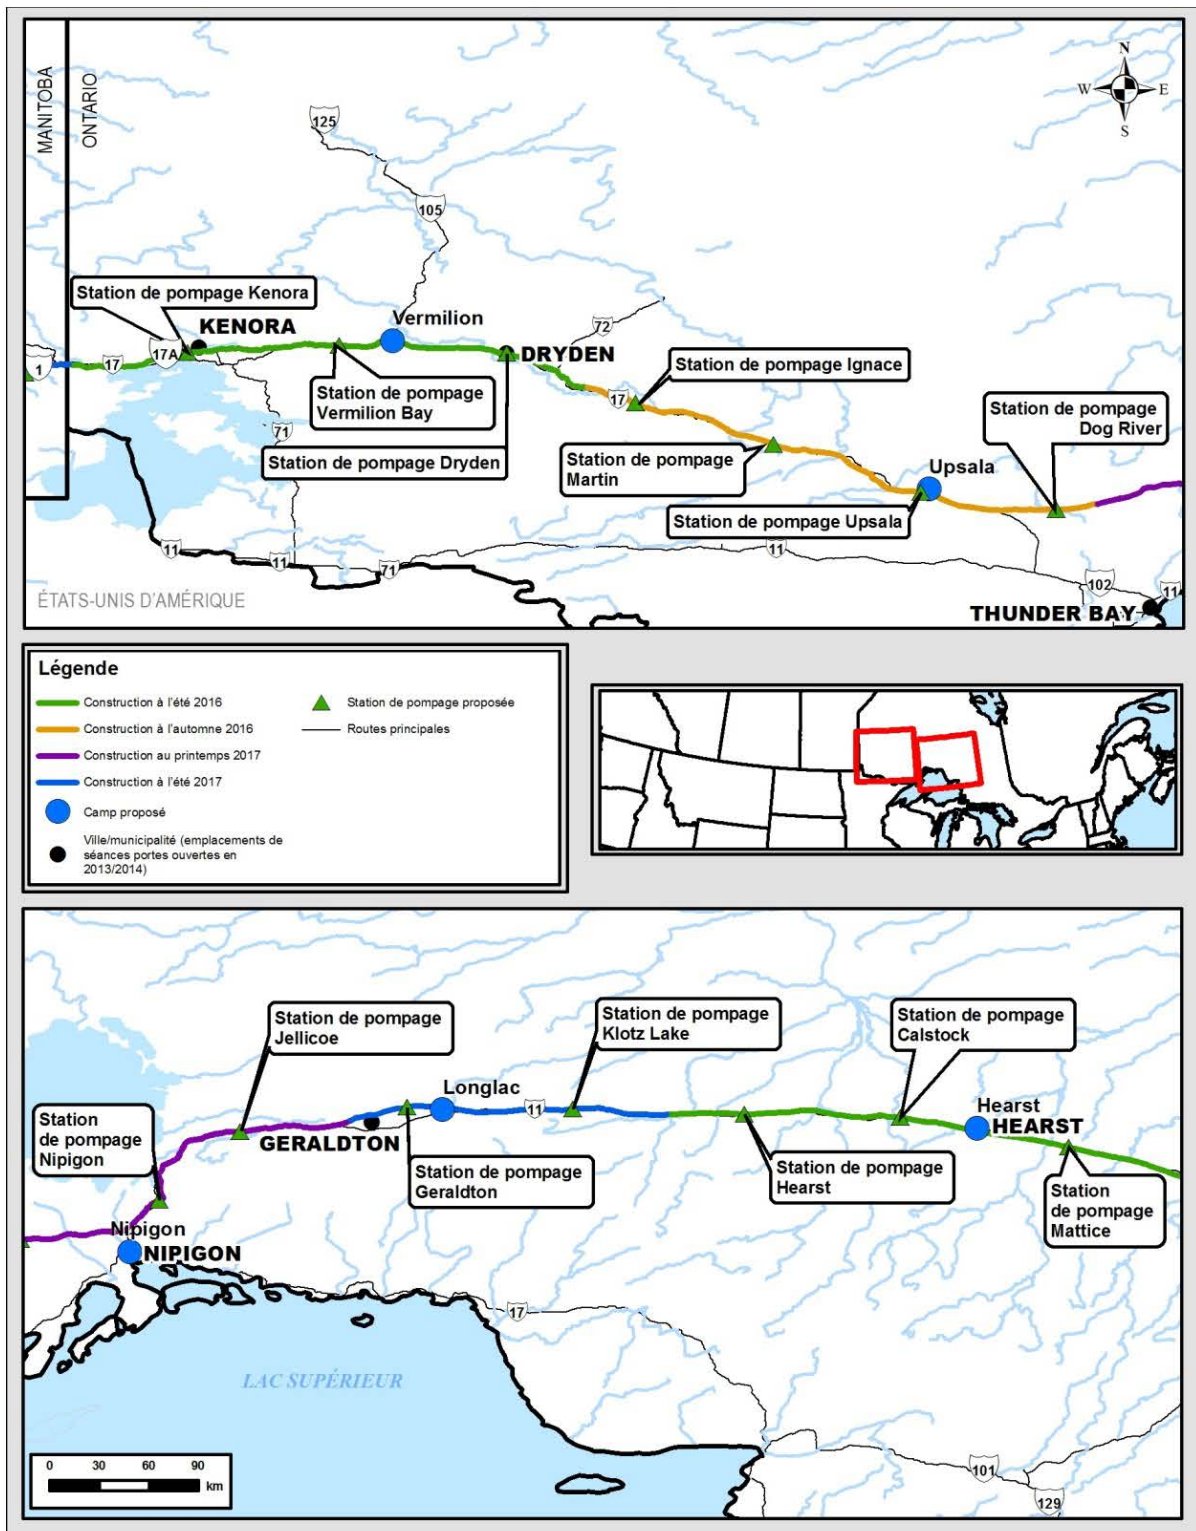 MANITOBA
ONTARIO
N
W
E
S
125
105
Station de pompage Kenora
KENORA
Vermilion
72
17A
17
1
DRYDEN
Station de pompage Ignace
17
Station de pompage
Vermilion Bay
Station de pompage
Dog River
71
Station de pompage Dryden
Station de pompage
Martin
Upsala
Station de pompage Upsala
11
11
71
11
102
11
ÉTATS-UNIS D'AMÉRIQUE
THUNDER BAY
Légende
Construction à l'été 2016
Construction à l'automne 2016
Construction au printemps 2017
Construction à l'été 2017
Camp proposé
Ville/municipalité (emplacements de
séances portes ouvertes en
2013/2014)
Station de pompage proposée
Routes principales
Station de pompage
Jellicoe
Station de pompage
Klotz Lake
Station de pompage
Calstock
Longlac
11
Hearst
HEARST
GERALDTON
Station
de pompage
Nipigon
Station de pompage
Geraldton
Station de pompage
Hearst
Station
de pompage
Mattice
Nipigon
NIPIGON
17
LAC SUPÉRIEUR
0 30 60 90
km
101
129